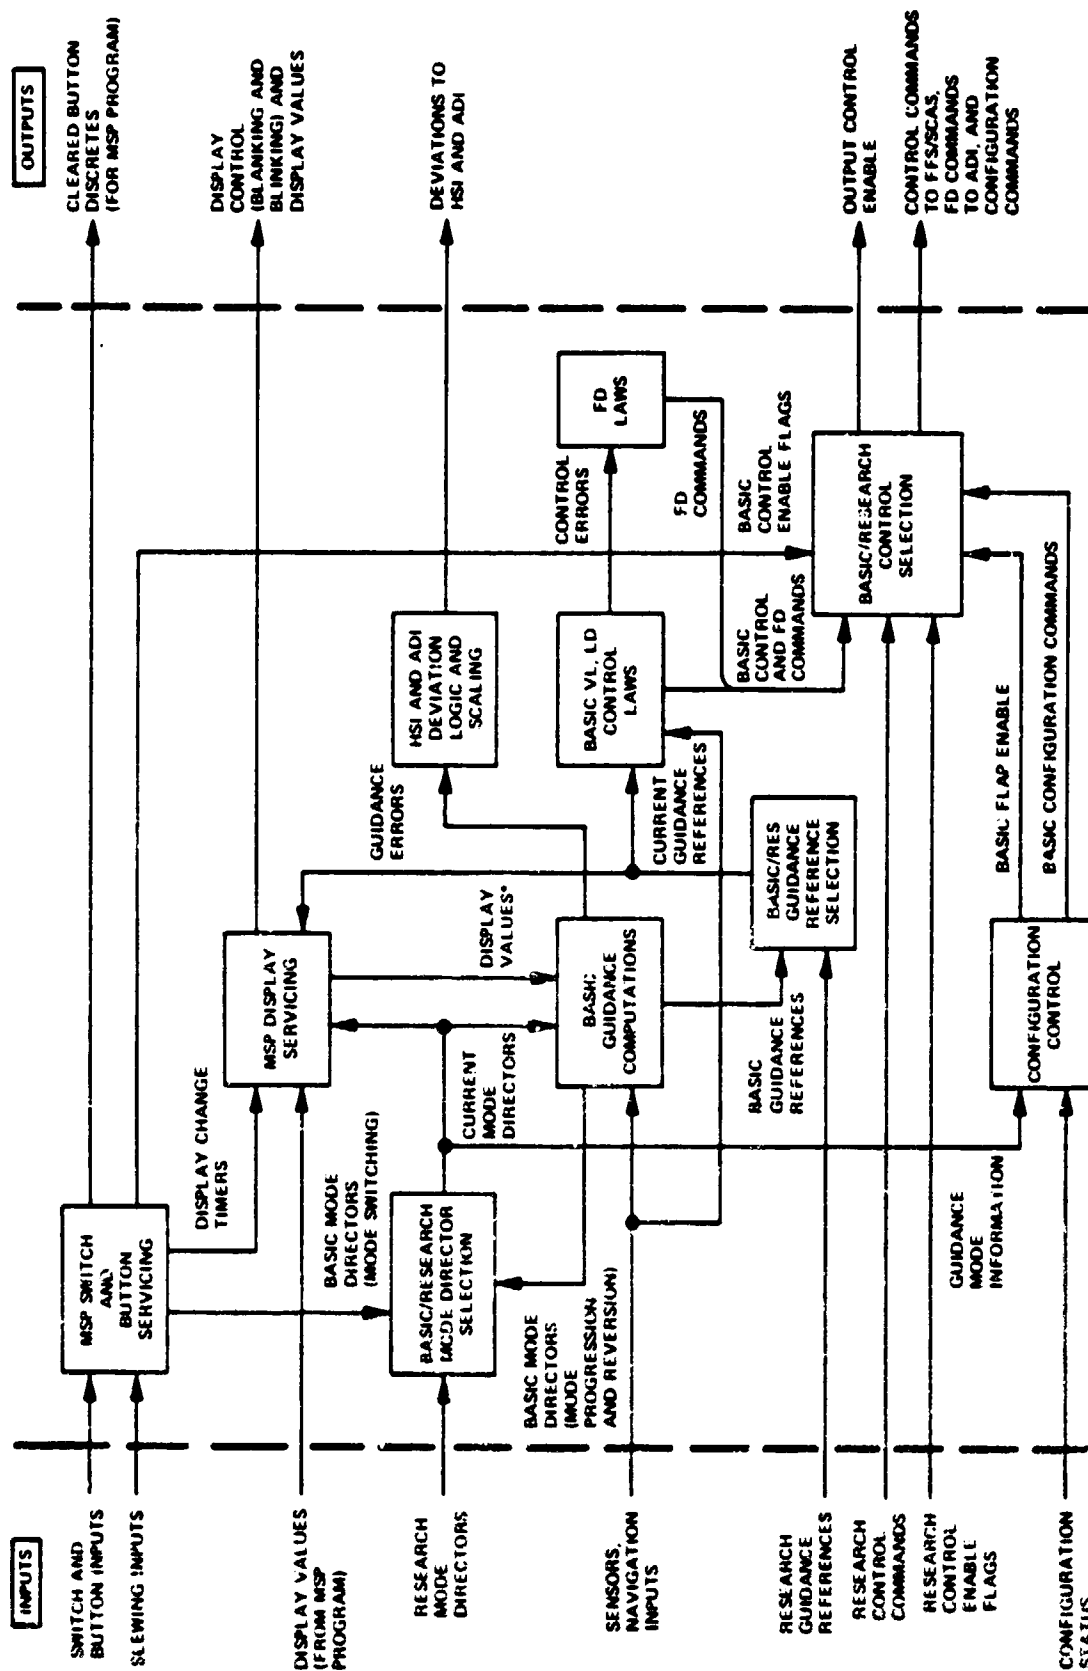 INPUTS
SWITCH AND
BUTTON INPUTS
SLEWING INPUTS
DISPLAY VALUES
(FROM MSP
PROGRAM)
RESEARCH
MODE
DIRECTORS
SENSORS,
NAVIGATION
INPUTS
RESEARCH
GUIDANCE
REFERENCES
RESEARCH
CONTROL
COMMANDS
RESEARCH
CONTROL
ENABLE
FLAGS
CONFIGURATION
STATUS
MSP SWITCH
AND
BUTTON
SERVICING
DISPLAY CHANGE
TIMERS
BASIC MODE
DIRECTORS
(MODE SWITCHING)
BASIC/RESEARCH
MODE DIRECTOR
SELECTION
BASIC MODE
DIRECTORS
(MODE
PROGRESSION
AND REVERSION)
CURRENT
MODE
DIRECTORS
GUIDANCE
MODE
INFORMATION
MSP DISPLAY
SERVICING
DISPLAY
VALUES*
BASIC
GUIDANCE
COMPUTATIONS
BASIC
GUIDANCE
REFERENCES
GUIDANCE
ERRORS
BASIC/RES
GUIDANCE
REFERENCE
SELECTION
CONFIGURATION
CONTROL
CURRENT
GUIDANCE
REFERENCES
HSI AND ADI
DEVIATION
LOGIC AND
SCALING
BASIC VL, LD
CONTROL
LAWS
CONTROL
ERRORS
FD
LAWS
FD
COMMANDS
BASIC
CONTROL
AND FD
COMMANDS
BASIC
CONTROL
ENABLE FLAGS
BASIC FLAP ENABLE
BASIC CONFIGURATION COMMANDS
BASIC/RESEARCH
CONTROL
SELECTION
OUTPUTS
CLEARED BUTTON
DISCRETES
(FOR MSP PROGRAM)
DISPLAY
CONTROL
(BLANKING AND
BLINKING) AND
DISPLAY VALUES
DEVIATIONS TO
HSI AND ADI
OUTPUT CONTROL
ENABLE
CONTROL COMMANDS
TO FFS/SCAS,
FD COMMANDS
TO ADI, AND
CONFIGURATION
COMMANDS